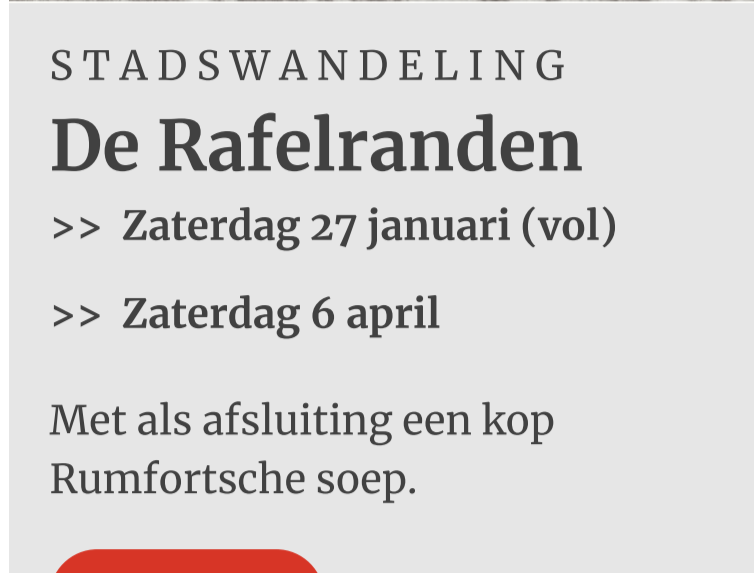 STADSWANDELING
De Rafelranden
>> Zaterdag 27 januari (vol)
>> Zaterdag 6 april
Met als afsluiting een kop
Rumfortsche soep.